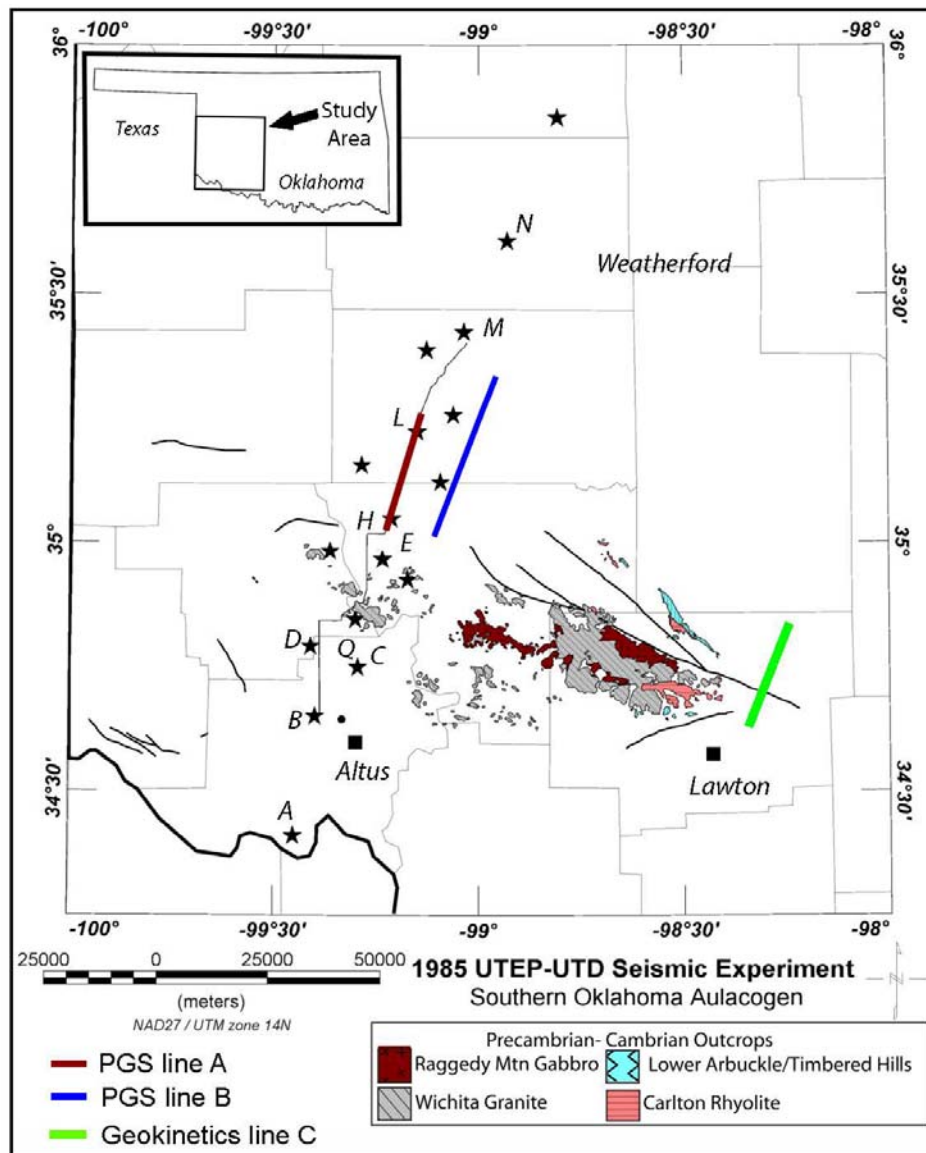 -100° -99°30' -99° -98°30' -98°
36° 36°
Study
Texas
Area
Oklahoma
N
Weatherford
35°30' 35°30'
M
L
H
E
35° 35°
D
Q
C
B
Altus
Lawton
34°30' 34°30'
A
-100° -99°30' -99° -98°30' -98°
25000 0 25000 50000
(meters)
NAD27 / UTM zone 14N
1985 UTEP-UTD Seismic Experiment
Southern Oklahoma Aulacogen
PGS line A
PGS line B
Geokinetics line C
Precambrian- Cambrian Outcrops
Raggedy Mtn Gabbro Lower Arbuckle/Timbered Hills
Wichita Granite Carlton Rhyolite